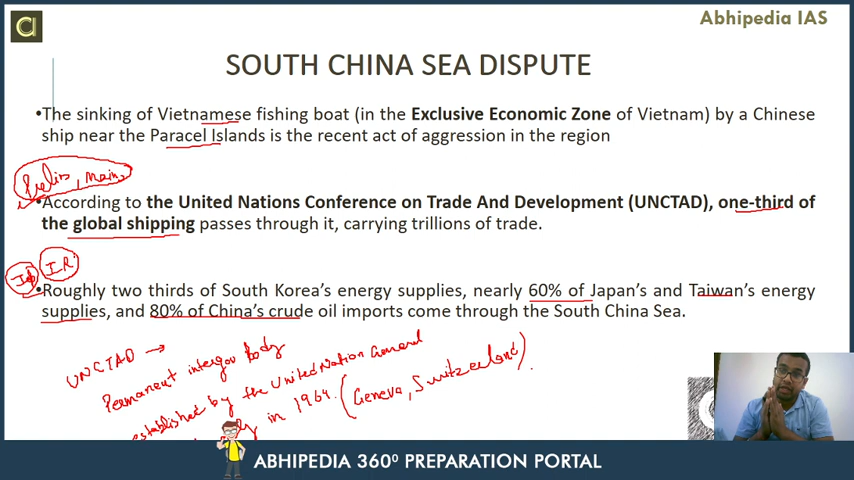 Abhipedia IAS
SOUTH CHINA SEA DISPUTE
•The sinking of Vietnamese fishing boat (in the Exclusive Economic Zone of Vietnam) by a Chinese
ship near the Paracel Islands is the recent act of aggression in the region
Prelims, Mains
•According to the United Nations Conference on Trade And Development (UNCTAD), one-third of
the global shipping passes through it, carrying trillions of trade.
I.R.
•Roughly two thirds of South Korea's energy supplies, nearly 60% of Japan's and Taiwan's energy
supplies, and 80% of China's crude oil imports come through the South China Sea.
UNCTAD →
Permanent intergov body
established by the United Nation General
in 1964. (Geneva, Switzerland).
ABHIPEDIA 360⁰ PREPARATION PORTAL